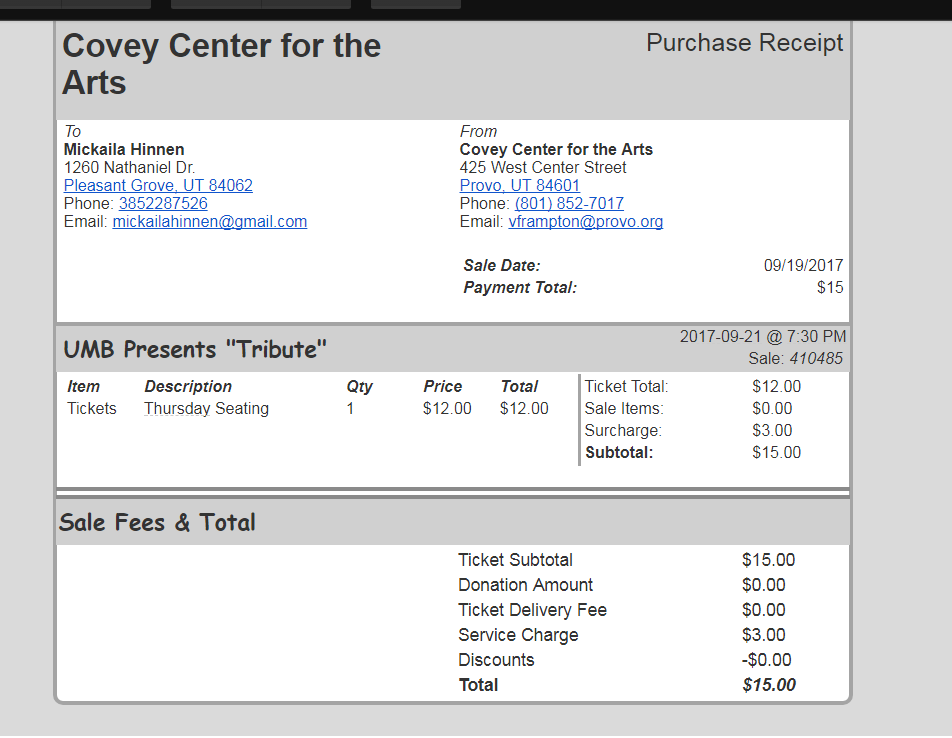 Covey Center for the
Arts
Purchase Receipt
To
Mickaila Hinnen
1260 Nathaniel Dr.
Pleasant Grove, UT 84062
Phone: 3852287526
Email: mickailahinnen@gmail.com
From
Covey Center for the Arts
425 West Center Street
Provo, UT 84601
Phone: (801) 852-7017
Email: vframpton@provo.org
Sale Date: 09/19/2017
Payment Total: $15
UMB Presents "Tribute"
2017-09-21 @ 7:30 PM
Sale: 410485
Item Description Qty Price Total
Tickets Thursday Seating 1 $12.00 $12.00
Ticket Total: $12.00
Sale Items: $0.00
Surcharge: $3.00
Subtotal: $15.00
Sale Fees & Total
Ticket Subtotal $15.00
Donation Amount $0.00
Ticket Delivery Fee $0.00
Service Charge $3.00
Discounts -$0.00
Total $15.00